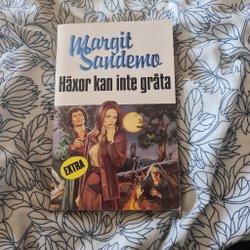 Margit
Sandemo
Häxor kan inte gråta
EXTRA